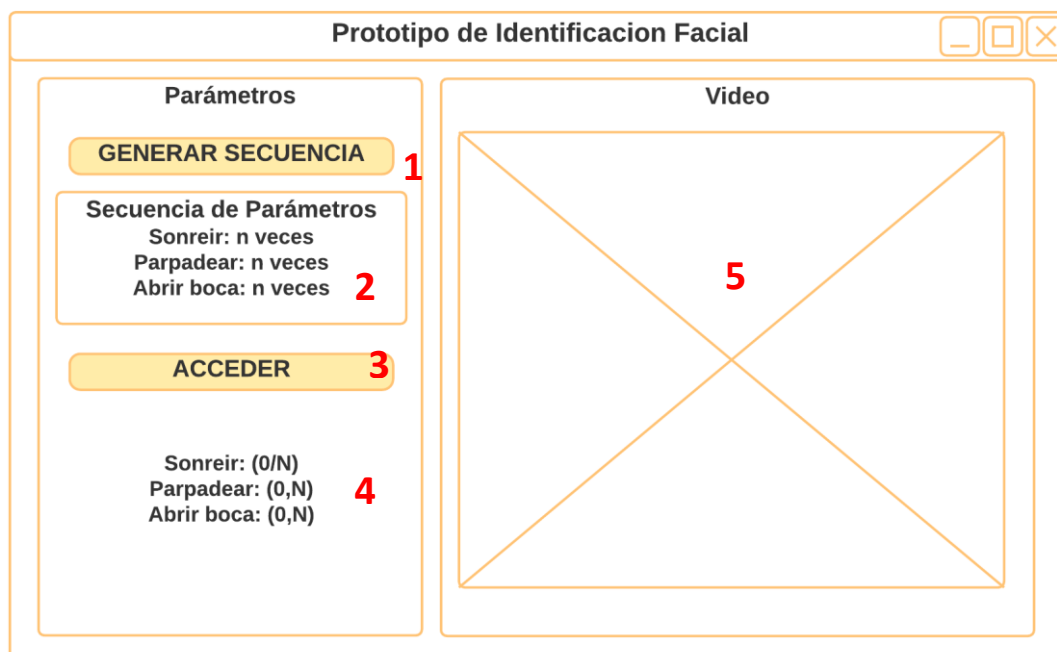 Prototipo de Identificacion Facial
Parámetros
GENERAR SECUENCIA
1
Secuencia de Parámetros
Sonreir: n veces
Parpadear: n veces
Abrir boca: n veces
2
ACCEDER
3
Sonreir: (0/N)
Parpadear: (0,N)
Abrir boca: (0,N)
4
Video
5